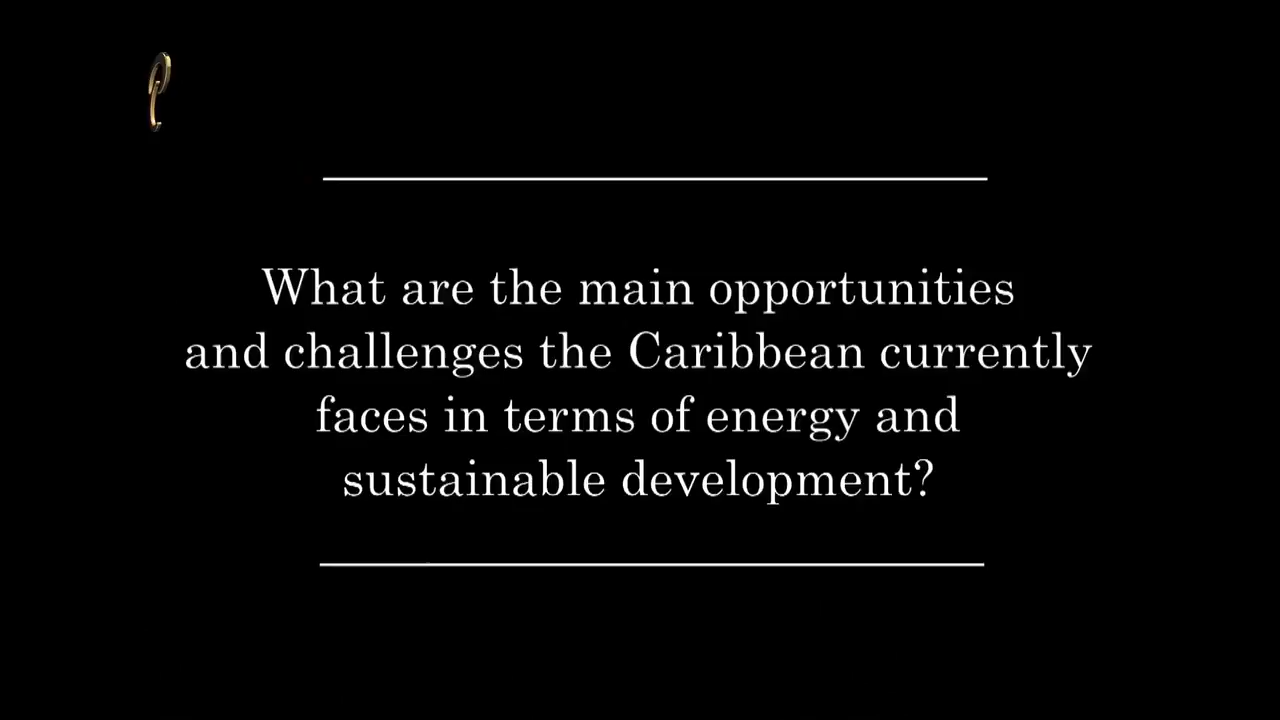 What are the main opportunities
and challenges the Caribbean currently
faces in terms of energy and
sustainable development?